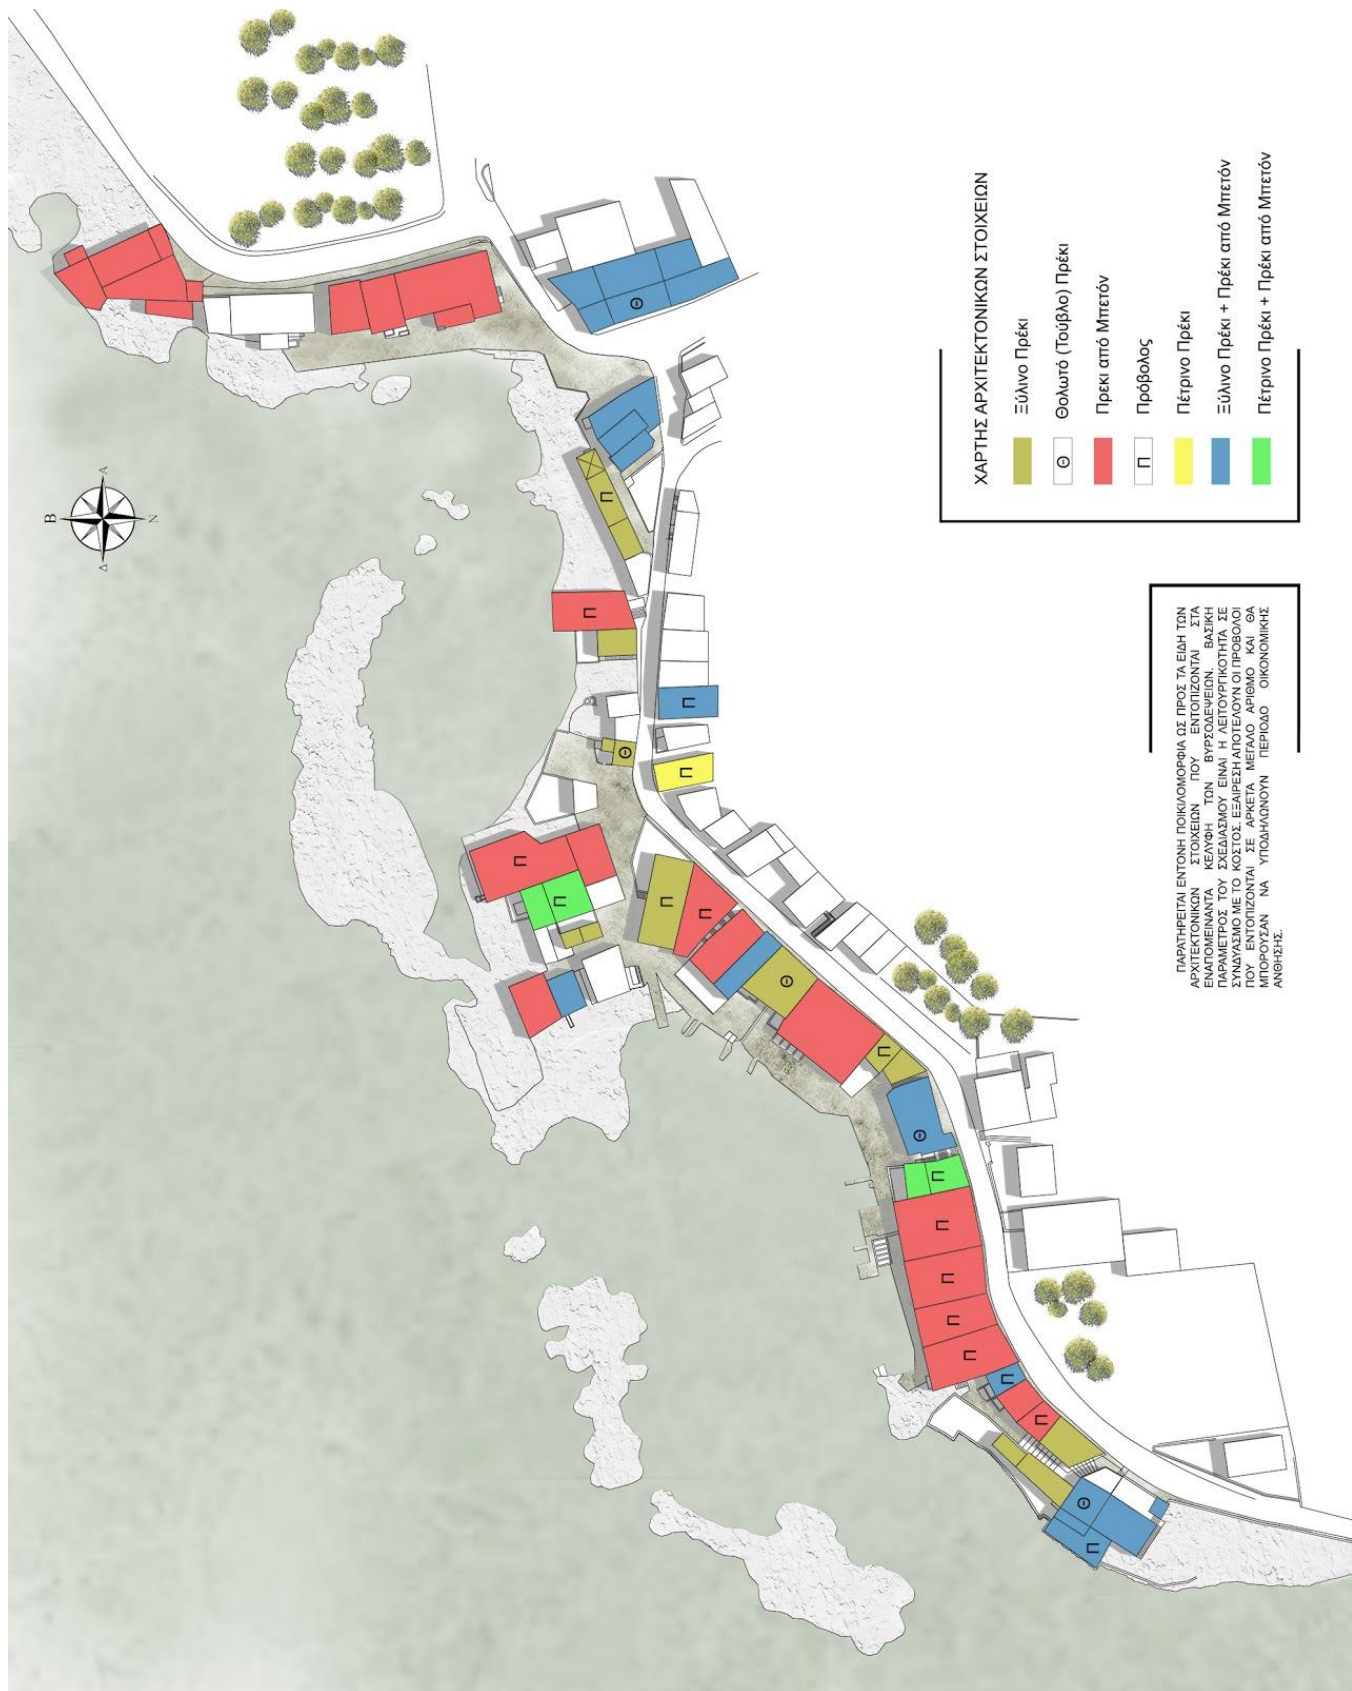 ΧΑΡΤΗΣ ΑΡΧΙΤΕΚΤΟΝΙΚΩΝ ΣΤΟΙΧΕΙΩΝ
Ξύλινο Πρέκι
Θ Θολωτό (Τούβλο) Πρέκι
Πρεκι από Μπετόν
Π Πρόβολος
Πέτρινο Πρέκι
Ξύλινο Πρέκι + Πρέκι από Μπετόν
Πέτρινο Πρέκι + Πρέκι από Μπετόν
ΠΑΡΑΤΗΡΕΙΤΑΙ ΕΝΤΟΝΗ ΠΟΙΚΙΛΟΜΟΡΦΙΑ ΩΣ ΠΡΟΣ ΤΑ ΕΙΔΗ ΤΩΝ
ΑΡΧΙΤΕΚΤΟΝΙΚΩΝ ΣΤΟΙΧΕΙΩΝ ΠΟΥ ΕΝΤΟΠΙΖΟΝΤΑΙ ΣΤΑ
ΕΝΑΠΟΜΕΙΝΑΝΤΑ ΚΕΛΥΦΗ ΤΩΝ ΒΥΡΣΟΔΕΨΕΙΩΝ. ΒΑΣΙΚΗ
ΠΑΡΑΜΕΤΡΟΣ ΤΟΥ ΣΧΕΔΙΑΣΜΟΥ ΕΙΝΑΙ Η ΛΕΙΤΟΥΡΓΙΚΟΤΗΤΑ ΣΕ
ΣΥΝΔΥΑΣΜΟ ΜΕ ΤΟ ΚΟΣΤΟΣ. ΕΞΑΙΡΕΣΗ ΑΠΟΤΕΛΟΥΝ ΟΙ ΠΡΟΒΟΛΟΙ
ΠΟΥ ΕΝΤΟΠΙΖΟΝΤΑΙ ΣΕ ΑΡΚΕΤΑ ΜΕΓΑΛΟ ΑΡΙΘΜΟ ΚΑΙ ΘΑ
ΜΠΟΡΟΥΣΑΝ ΝΑ ΥΠΟΔΗΛΩΝΟΥΝ ΠΕΡΙΟΔΟ ΟΙΚΟΝΟΜΙΚΗΣ
ΑΝΘΗΣΗΣ.
Β
Α
Ν
Δ
Θ
Π
Π
Π
Θ
Π
Π
Π
Π
Π
Θ
Π
Θ
Π
Π
Π
Π
Π
Π
Π
Θ
Π